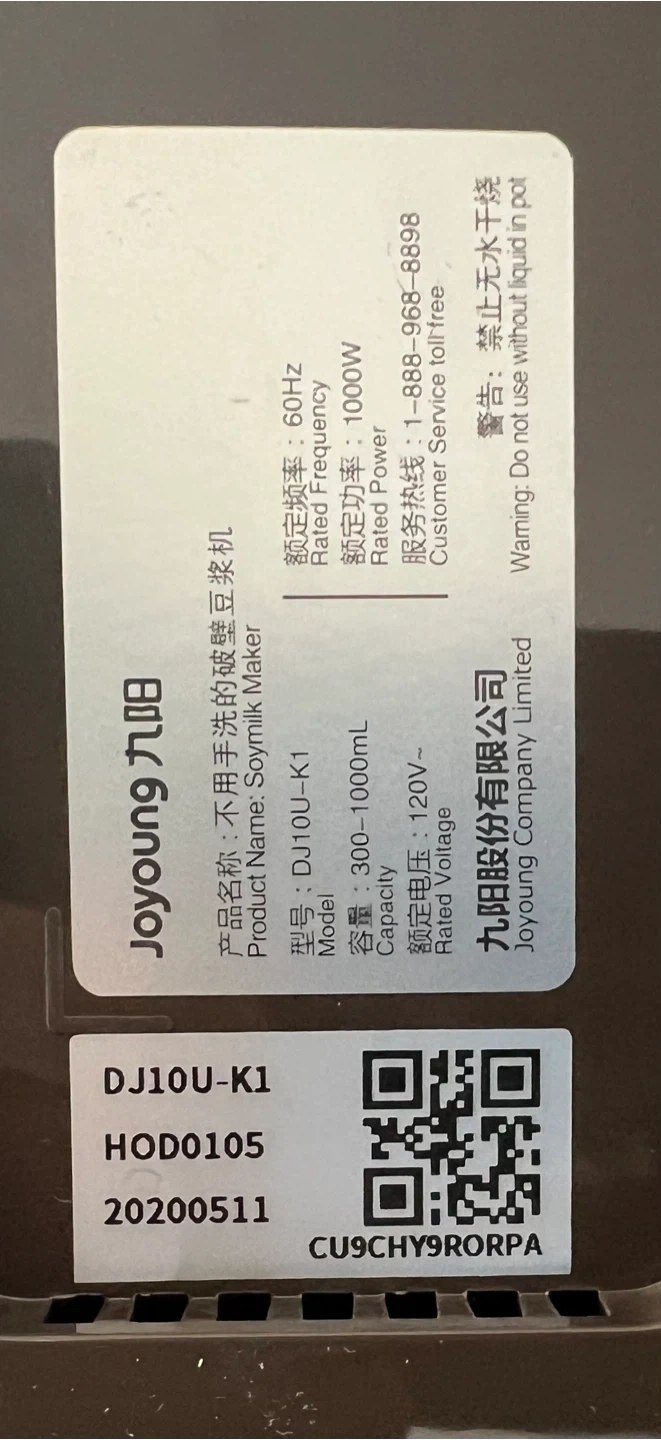 Joyoung 九阳
产品名称：不用手洗的破壁豆浆机
Product Name: Soymilk Maker
型号：DJ10U-K1
Model
容量：300-1000mL
Capacity
额定电压：120V~
Rated Voltage
额定频率：60Hz
Rated Frequency
额定功率：1000W
Rated Power
服务热线：1-888-968-8898
Customer Service toll free
九阳股份有限公司
Joyoung Company Limited
警告：禁止无水干烧
Warning: Do not use without liquid in pot
DJ10U-K1
HOD0105
20200511
CU9CHY9RORPA